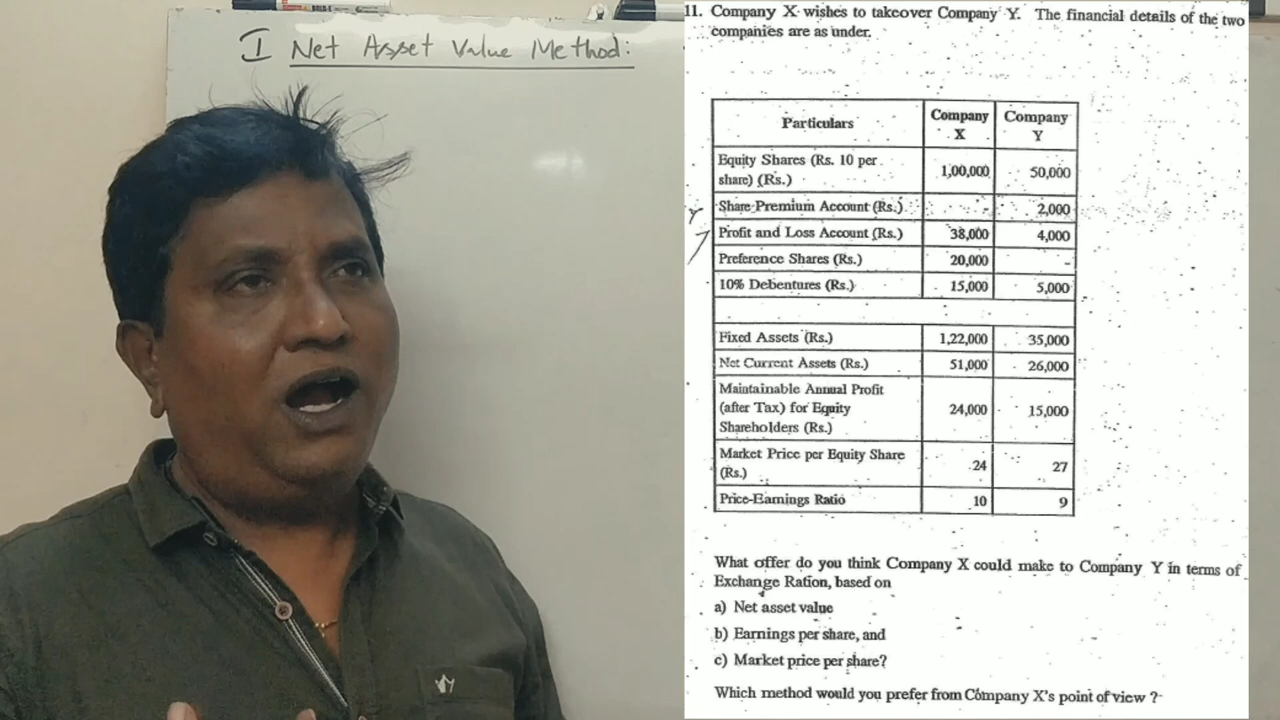 I Net Asset Value Method:
11. Company X wishes to takeover Company Y. The financial details of the two
companies are as under.
Particulars Company X Company Y
Equity Shares (Rs. 10 per share) (Rs.) 1,00,000 50,000
Share Premium Account (Rs.) - 2,000
Profit and Loss Account (Rs.) 38,000 4,000
Preference Shares (Rs.) 20,000 -
10% Debentures (Rs.) 15,000 5,000
Fixed Assets (Rs.) 1,22,000 35,000
Net Current Assets (Rs.) 51,000 26,000
Maintainable Annual Profit (after Tax) for Equity Shareholders (Rs.) 24,000 15,000
Market Price per Equity Share (Rs.) 24 27
Price-Earnings Ratio 10 9
What offer do you think Company X could make to Company Y in terms of
Exchange Ration, based on
a) Net asset value
b) Earnings per share, and
c) Market price per share?
Which method would you prefer from Company X's point of view ?